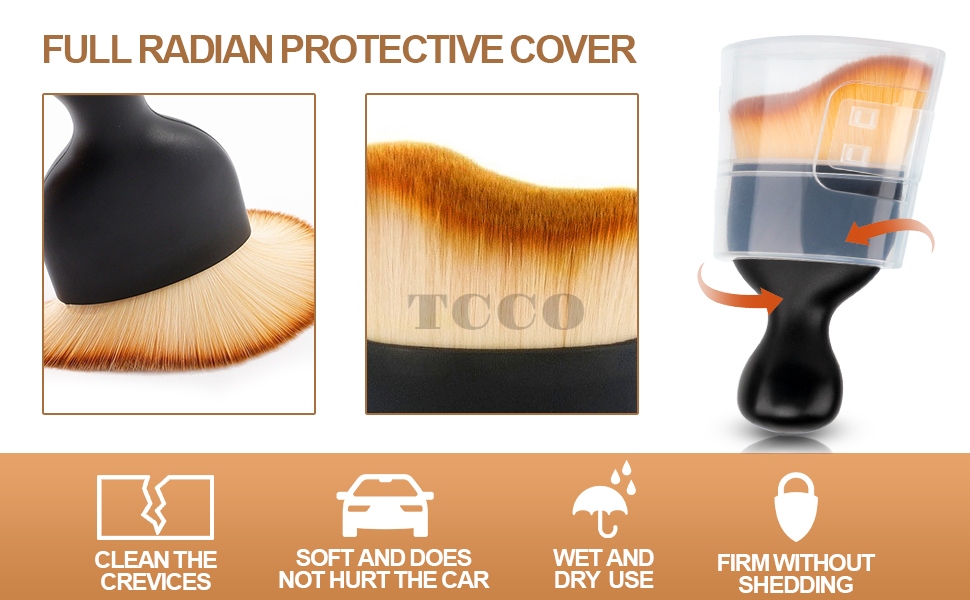 FULL RADIAN PROTECTIVE COVER
TCCO
CLEAN THE
CREVICES
SOFT AND DOES
NOT HURT THE CAR
WET AND
DRY USE
FIRM WITHOUT
SHEDDING